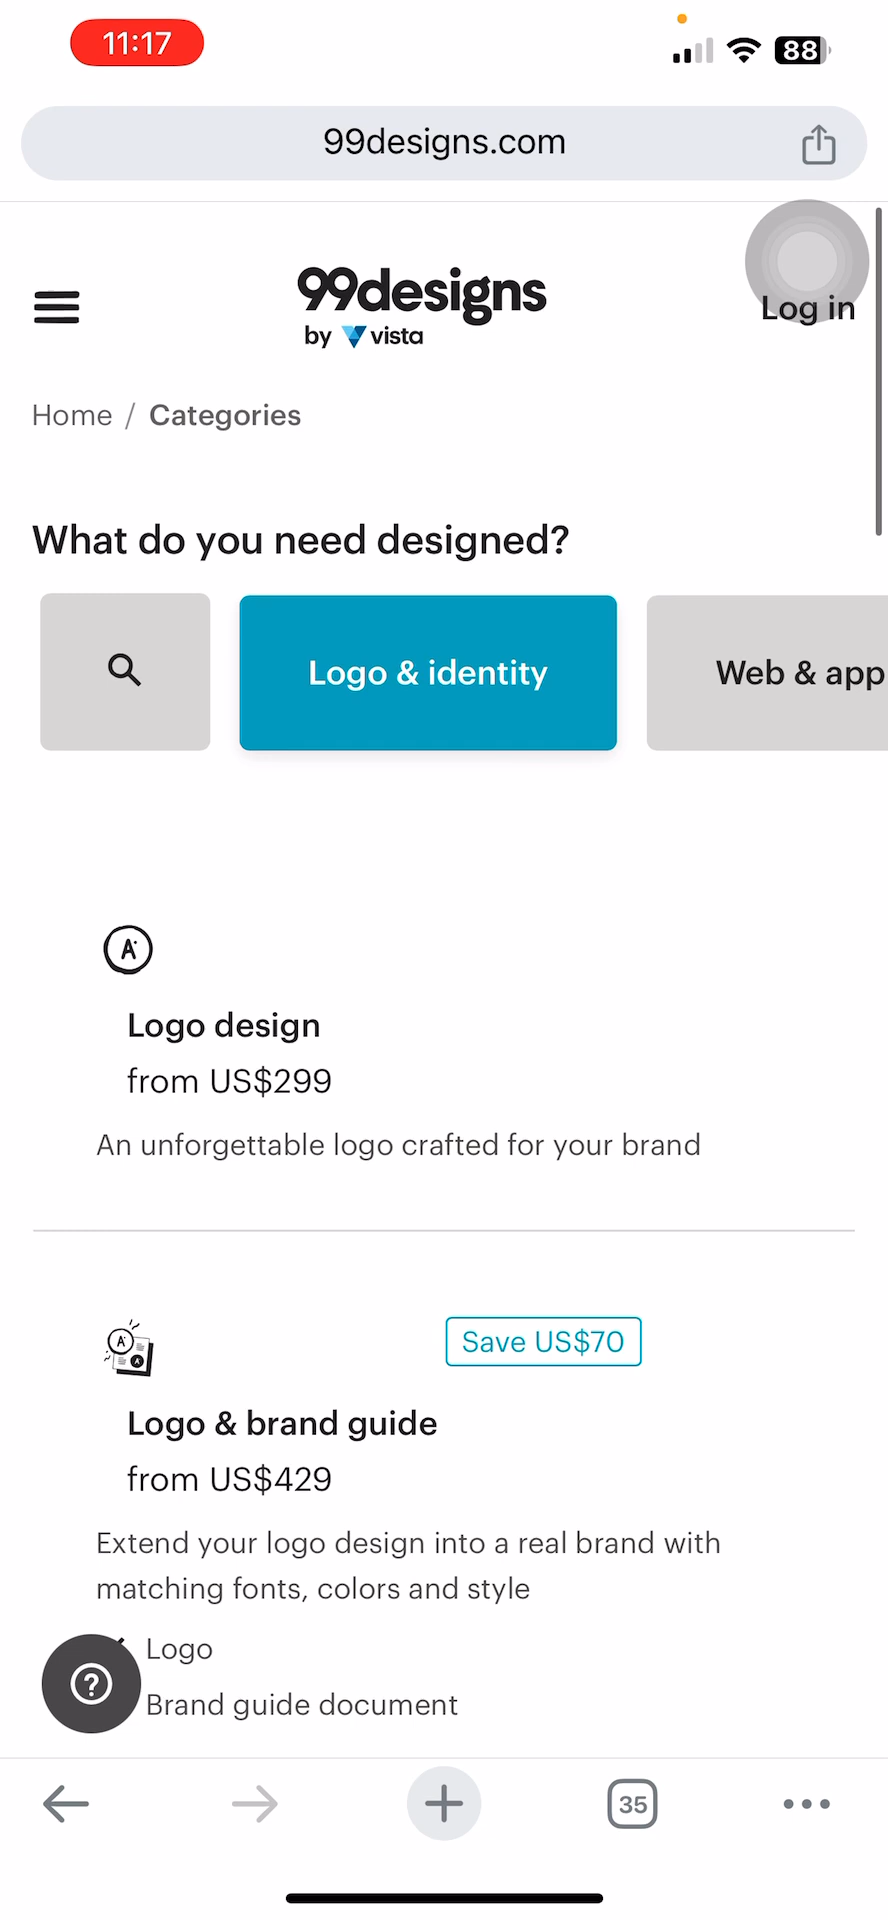 11:17
88
99designs.com
99designs
by vista
Log in
Home / Categories
What do you need designed?
Logo & identity
Web & app
Logo design
from US$299
An unforgettable logo crafted for your brand
Save US$70
Logo & brand guide
from US$429
Extend your logo design into a real brand with
matching fonts, colors and style
Logo
Brand guide document
35